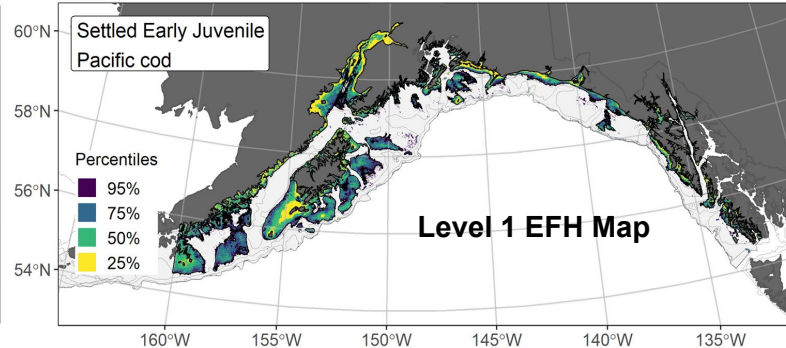 60°N
Settled Early Juvenile
Pacific cod
58°N
Percentiles
95%
56°N
75%
50%
Level 1 EFH Map
25%
54°N
160°W
155°W
150°W
145°W
140°W
135°W